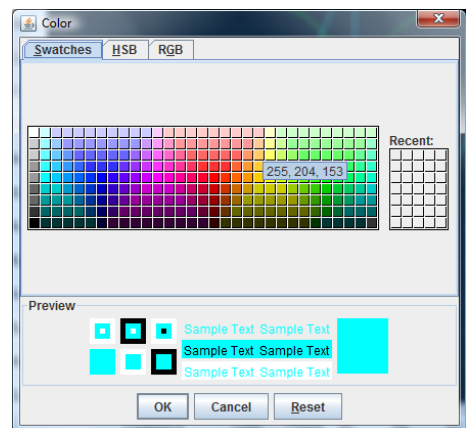 Color
Swatches HSB RGB
Recent:
255, 204, 153
Preview
Sample Text Sample Text
Sample Text Sample Text
Sample Text Sample Text
OK Cancel Reset